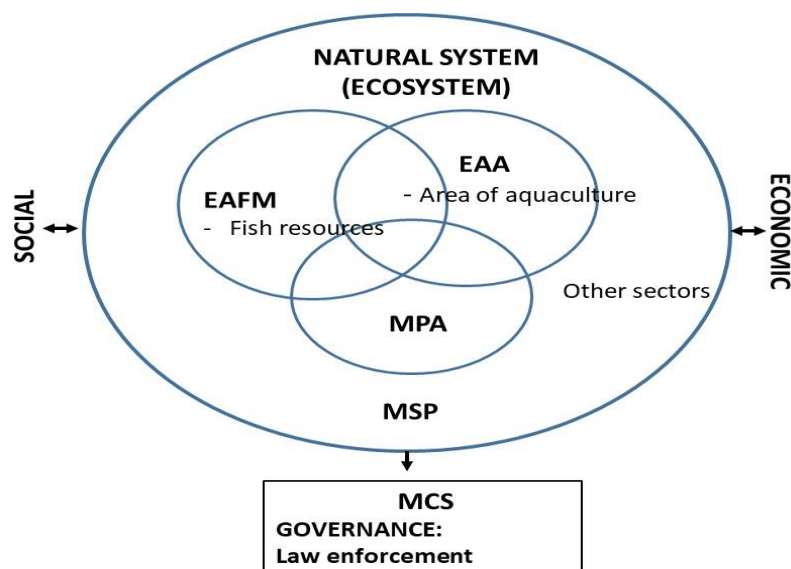 NATURAL SYSTEM
(ECOSYSTEM)
EAA
- Area of aquaculture
EAFM
- Fish resources
SOCIAL
ECONOMIC
Other sectors
MPA
MSP
MCS
GOVERNANCE:
Law enforcement